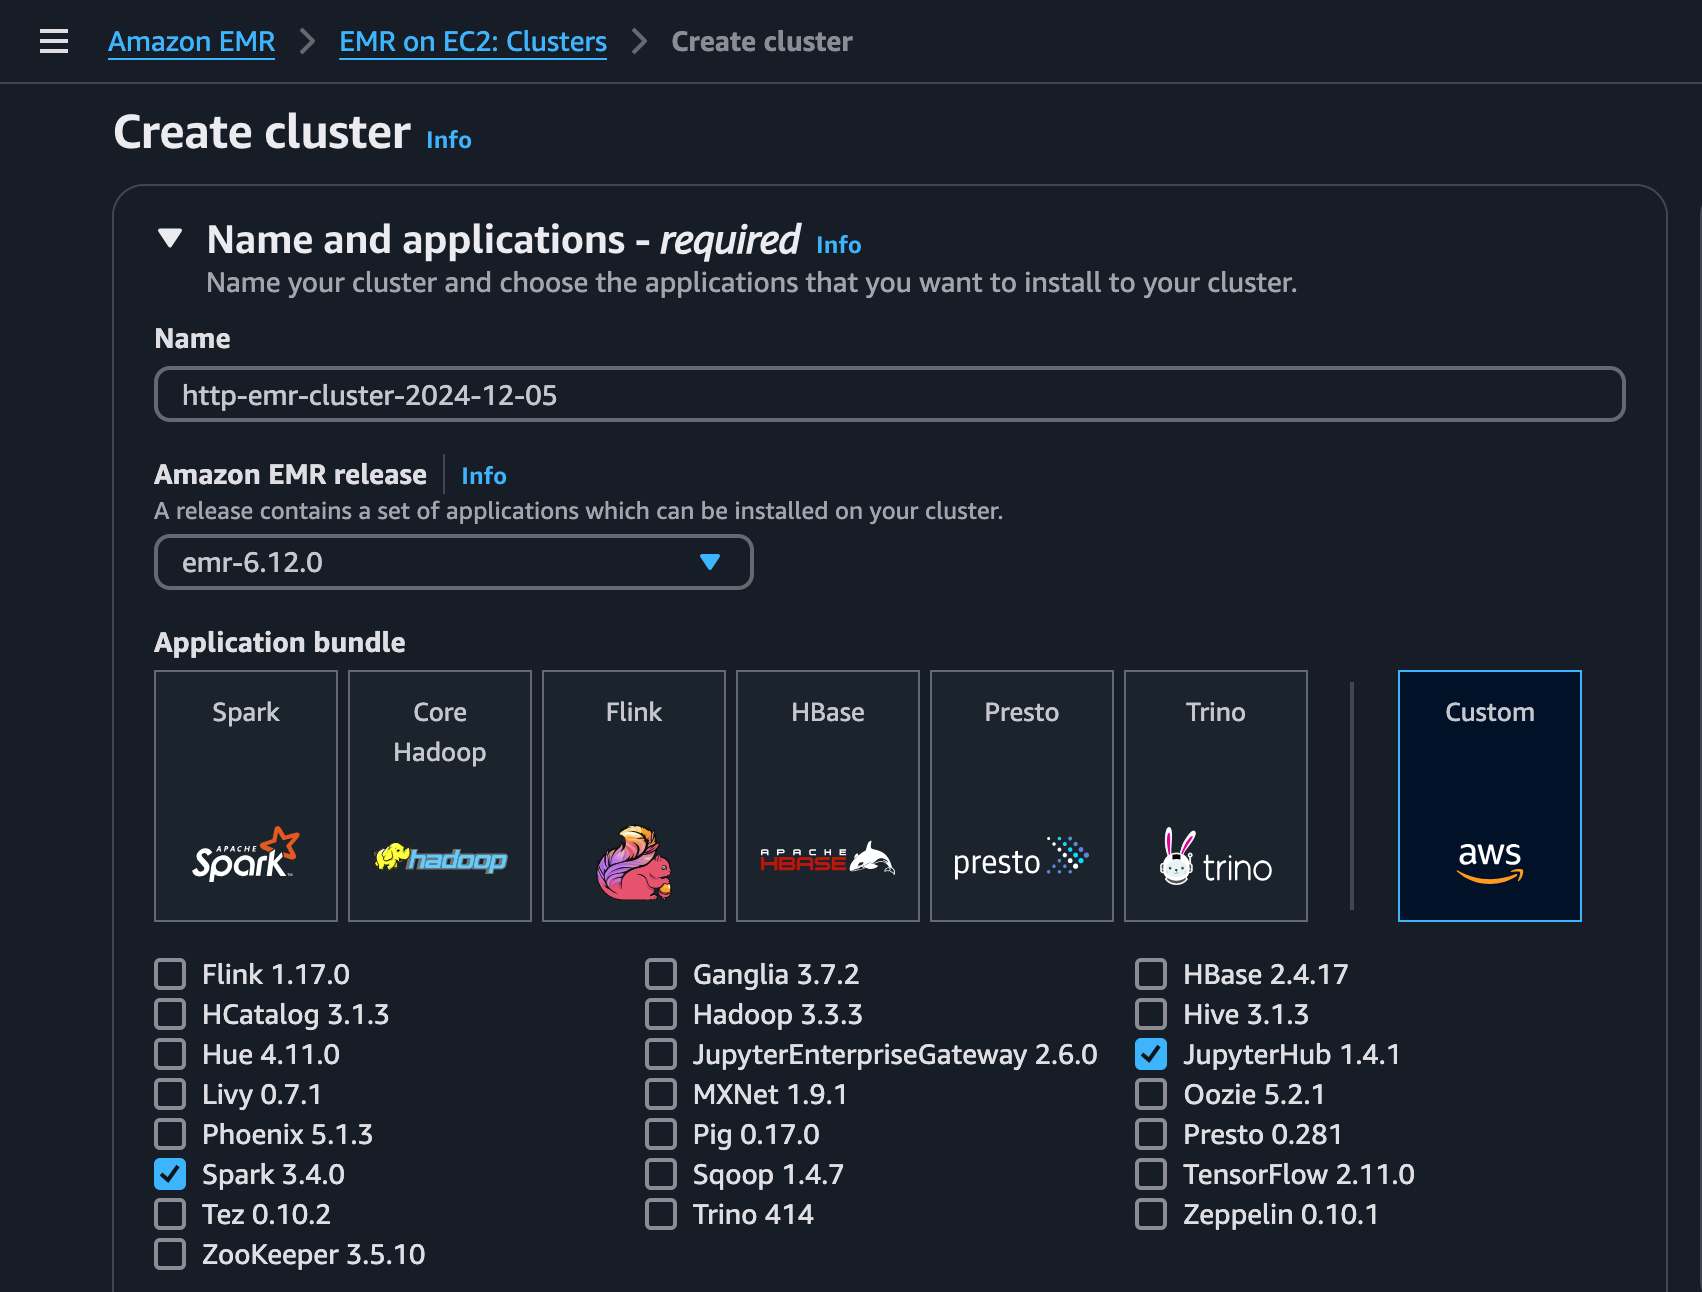 Amazon EMR > EMR on EC2: Clusters > Create cluster
Create cluster Info
Name and applications - required Info
Name your cluster and choose the applications that you want to install to your cluster.
Name
http-emr-cluster-2024-12-05
Amazon EMR release Info
A release contains a set of applications which can be installed on your cluster.
emr-6.12.0
Application bundle
Spark
APACHE
Spark
Core
Hadoop
hadoop
Flink
HBase
APACHE
HBASE
Presto
presto
Trino
trino
Custom
aws
Flink 1.17.0
Ganglia 3.7.2
HBase 2.4.17
HCatalog 3.1.3
Hadoop 3.3.3
Hive 3.1.3
Hue 4.11.0
JupyterEnterpriseGateway 2.6.0
JupyterHub 1.4.1
Livy 0.7.1
MXNet 1.9.1
Oozie 5.2.1
Phoenix 5.1.3
Pig 0.17.0
Presto 0.281
Spark 3.4.0
Sqoop 1.4.7
TensorFlow 2.11.0
Tez 0.10.2
Trino 414
Zeppelin 0.10.1
ZooKeeper 3.5.10